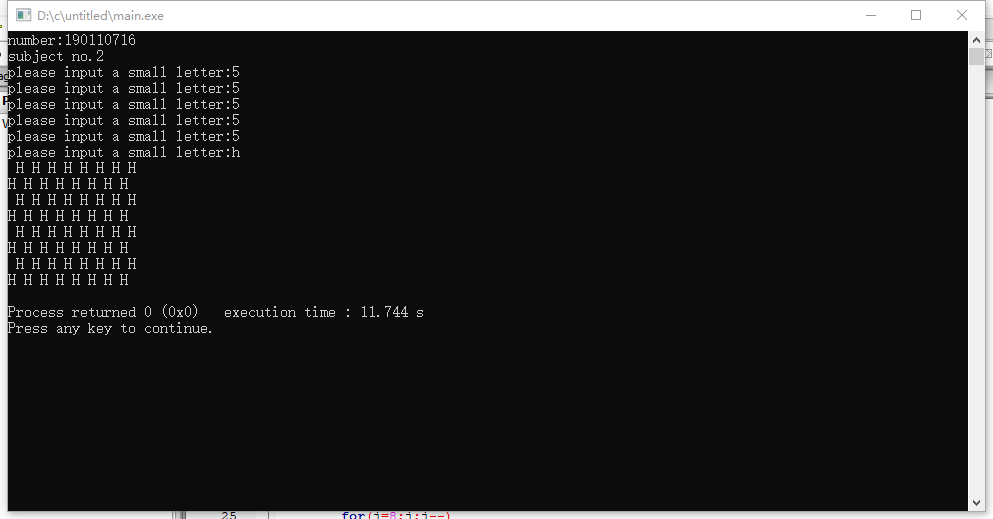 D:\c\untitled\main.exe
number:190110716
subject no.2
please input a small letter:5
please input a small letter:5
please input a small letter:5
please input a small letter:5
please input a small letter:5
please input a small letter:h
 H H H H H H H H
H H H H H H H H
 H H H H H H H H
H H H H H H H H
 H H H H H H H H
H H H H H H H H
 H H H H H H H H
H H H H H H H H
Process returned 0 (0x0)   execution time : 11.744 s
Press any key to continue.
25 for(j=8;j;j--)